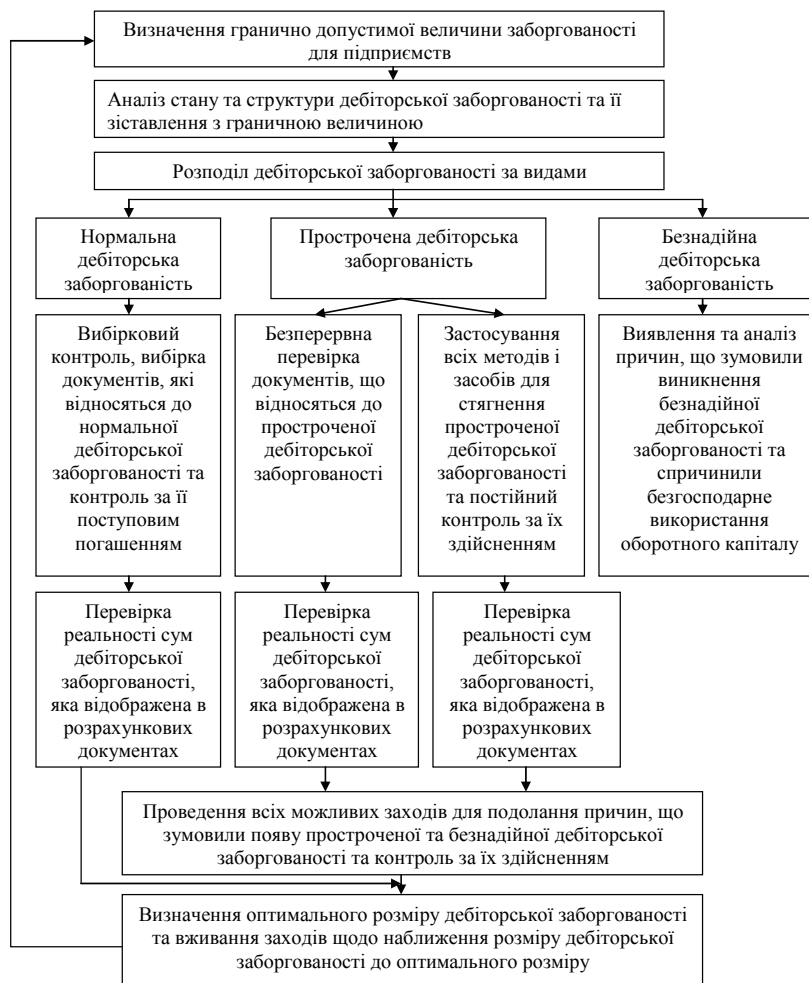 Визначення гранично допустимої величини заборгованості
для підприємств
Аналіз стану та структури дебіторської заборгованості та її
зіставлення з граничною величиною
Розподіл дебіторської заборгованості за видами
Нормальна
дебіторська
заборгованість
Прострочена дебіторська
заборгованість
Безнадійна
дебіторська
заборгованість
Вибірковий
контроль, вибірка
документів, які
відносяться до
нормальної
дебіторської
заборгованості та
контроль за її
поступовим
погашенням
Безперервна
перевірка
документів, що
відносяться до
простроченої
дебіторської
заборгованості
Застосування
всіх методів і
засобів для
стягнення
простроченої
дебіторської
заборгованості
та постійний
контроль за їх
здійсненням
Виявлення та аналіз
причин, що зумовили
виникнення
безнадійної
дебіторської
заборгованості та
спричинили
безгосподарне
використання
оборотного капіталу
Перевірка
реальності сум
дебіторської
заборгованості,
яка відображена в
розрахункових
документах
Перевірка
реальності сум
дебіторської
заборгованості,
яка відображена в
розрахункових
документах
Перевірка
реальності сум
дебіторської
заборгованості,
яка відображена в
розрахункових
документах
Проведення всіх можливих заходів для подолання причин, що
зумовили появу простроченої та безнадійної дебіторської
заборгованості та контроль за їх здійсненням
Визначення оптимального розміру дебіторської заборгованості
та вживання заходів щодо наближення розміру дебіторської
заборгованості до оптимального розміру